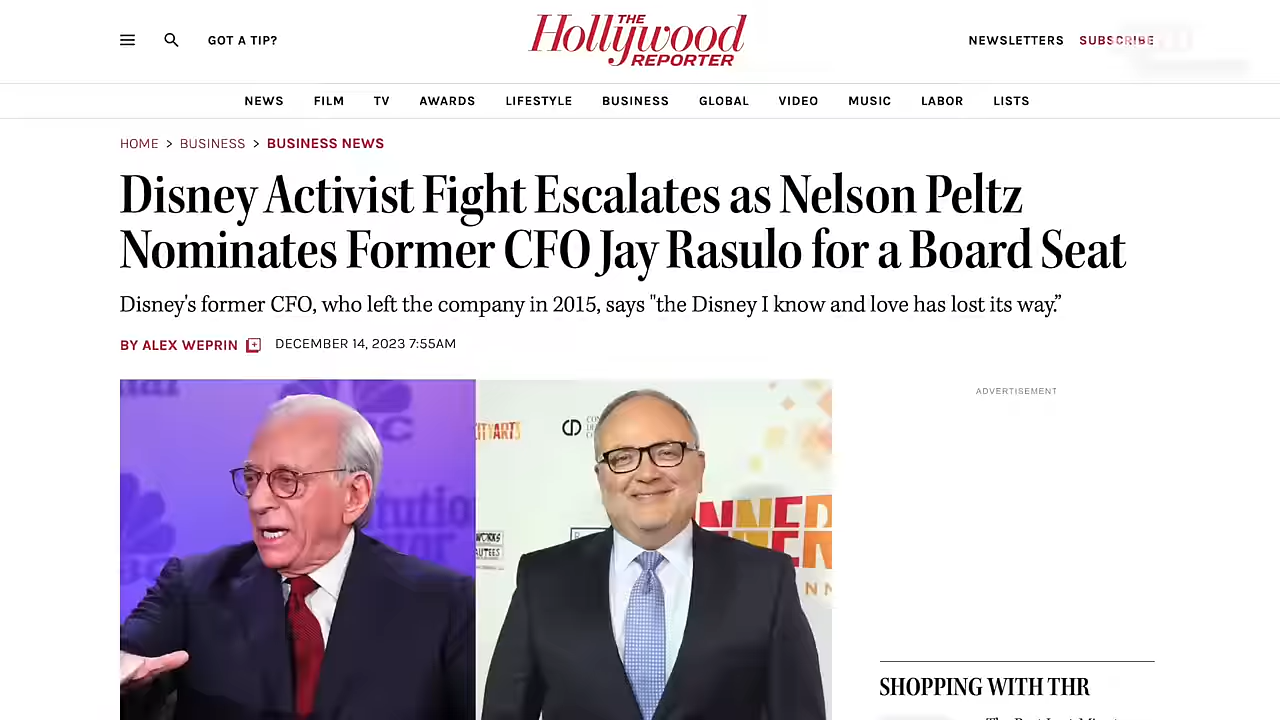 GOT A TIP?
THE
Hollywood
REPORTER
NEWSLETTERS
SUBSCRIBE
NEWS FILM TV AWARDS LIFESTYLE BUSINESS GLOBAL VIDEO MUSIC LABOR LISTS
HOME > BUSINESS > BUSINESS NEWS
Disney Activist Fight Escalates as Nelson Peltz
Nominates Former CFO Jay Rasulo for a Board Seat
Disney's former CFO, who left the company in 2015, says "the Disney I know and love has lost its way.”
BY ALEX WEPRIN
DECEMBER 14, 2023 7:55AM
ADVERTISEMENT
SHOPPING WITH THR